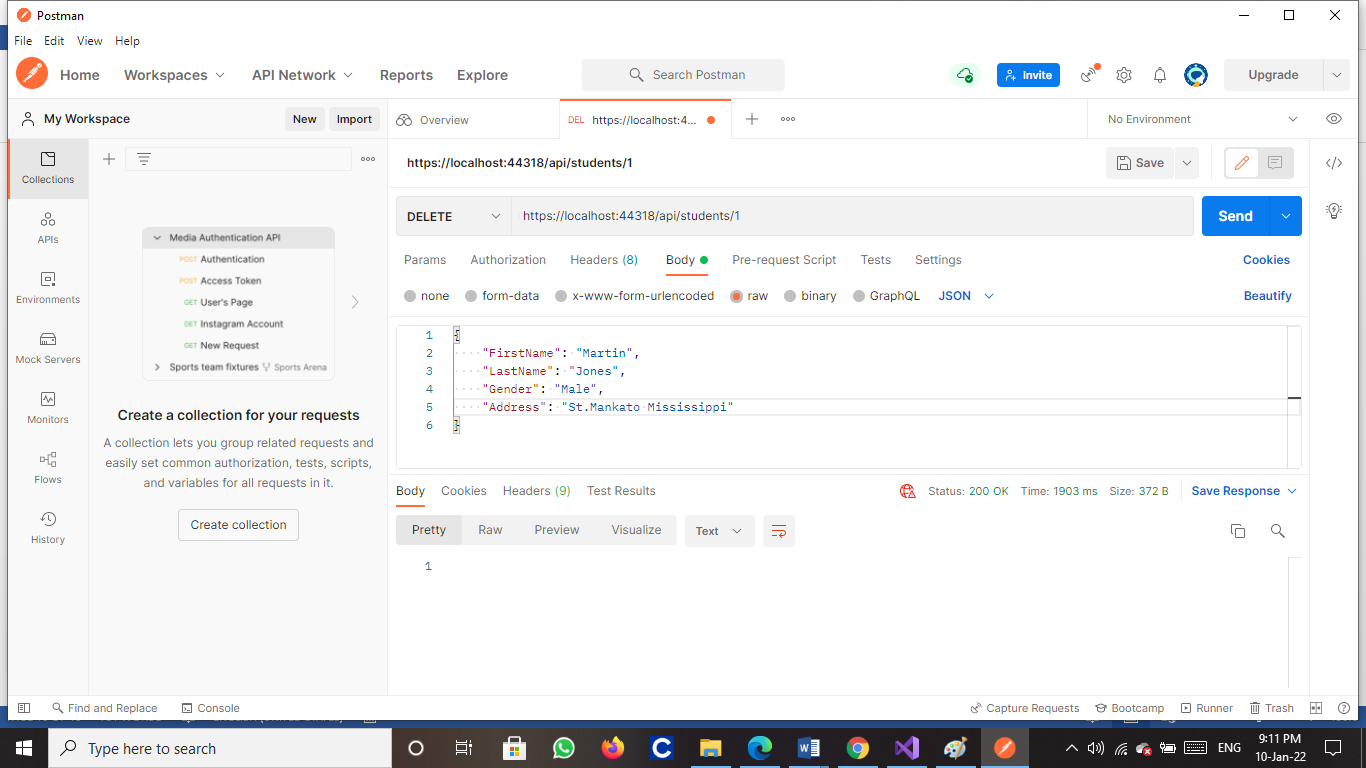 Postman
File Edit View Help
Home Workspaces API Network Reports Explore Search Postman Invite Upgrade
My Workspace New Import Overview DEL https://localhost:4... No Environment
https://localhost:44318/api/students/1 Save
Collections
APIs
Environments
Mock Servers
Monitors
Flows
History
Media Authentication API
POST Authentication
POST Access Token
GET User's Page
GET Instagram Account
GET New Request
Sports team fixtures Sports Arena
Create a collection for your requests
A collection lets you group related requests and
easily set common authorization, tests, scripts,
and variables for all requests in it.
Create collection
DELETE https://localhost:44318/api/students/1 Send
Params Authorization Headers (8) Body Pre-request Script Tests Settings Cookies
none form-data x-www-form-urlencoded raw binary GraphQL JSON Beautify
1 {
2 "FirstName": "Martin",
3 "LastName": "Jones",
4 "Gender": "Male",
5 "Address": "St.Mankato Mississippi"
6 }
Body Cookies Headers (9) Test Results Status: 200 OK Time: 1903 ms Size: 372 B Save Response
Pretty Raw Preview Visualize Text
1
Find and Replace Console Capture Requests Bootcamp Runner Trash
Type here to search ENG 9:11 PM
10-Jan-22